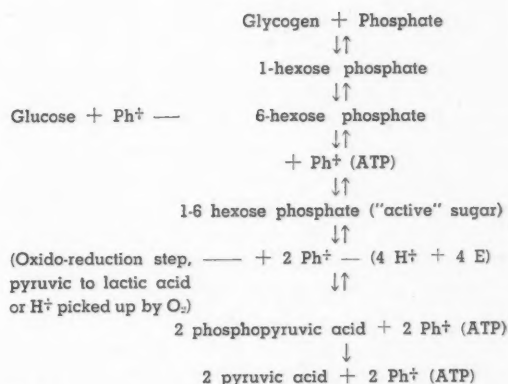 Glycogen + Phosphate
↓↑
1-hexose phosphate
↓↑
Glucose + Ph‡ — 6-hexose phosphate
↓↑
+ Ph‡ (ATP)
↓↑
1-6 hexose phosphate ("active" sugar)
↓↑
(Oxido-reduction step, —— + 2 Ph‡ — (4 H‡ + 4 E)
pyruvic to lactic acid ↓↑
or H‡ picked up by O₂)
2 phosphopyruvic acid + 2 Ph‡ (ATP)
↓
2 pyruvic acid + 2 Ph‡ (ATP)